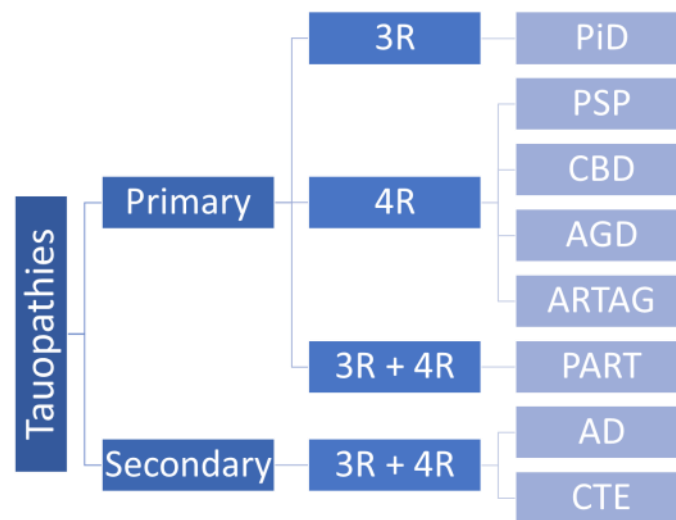 Tauopathies
Primary
3R
PiD
4R
PSP
CBD
AGD
ARTAG
3R + 4R
PART
Secondary
3R + 4R
AD
CTE